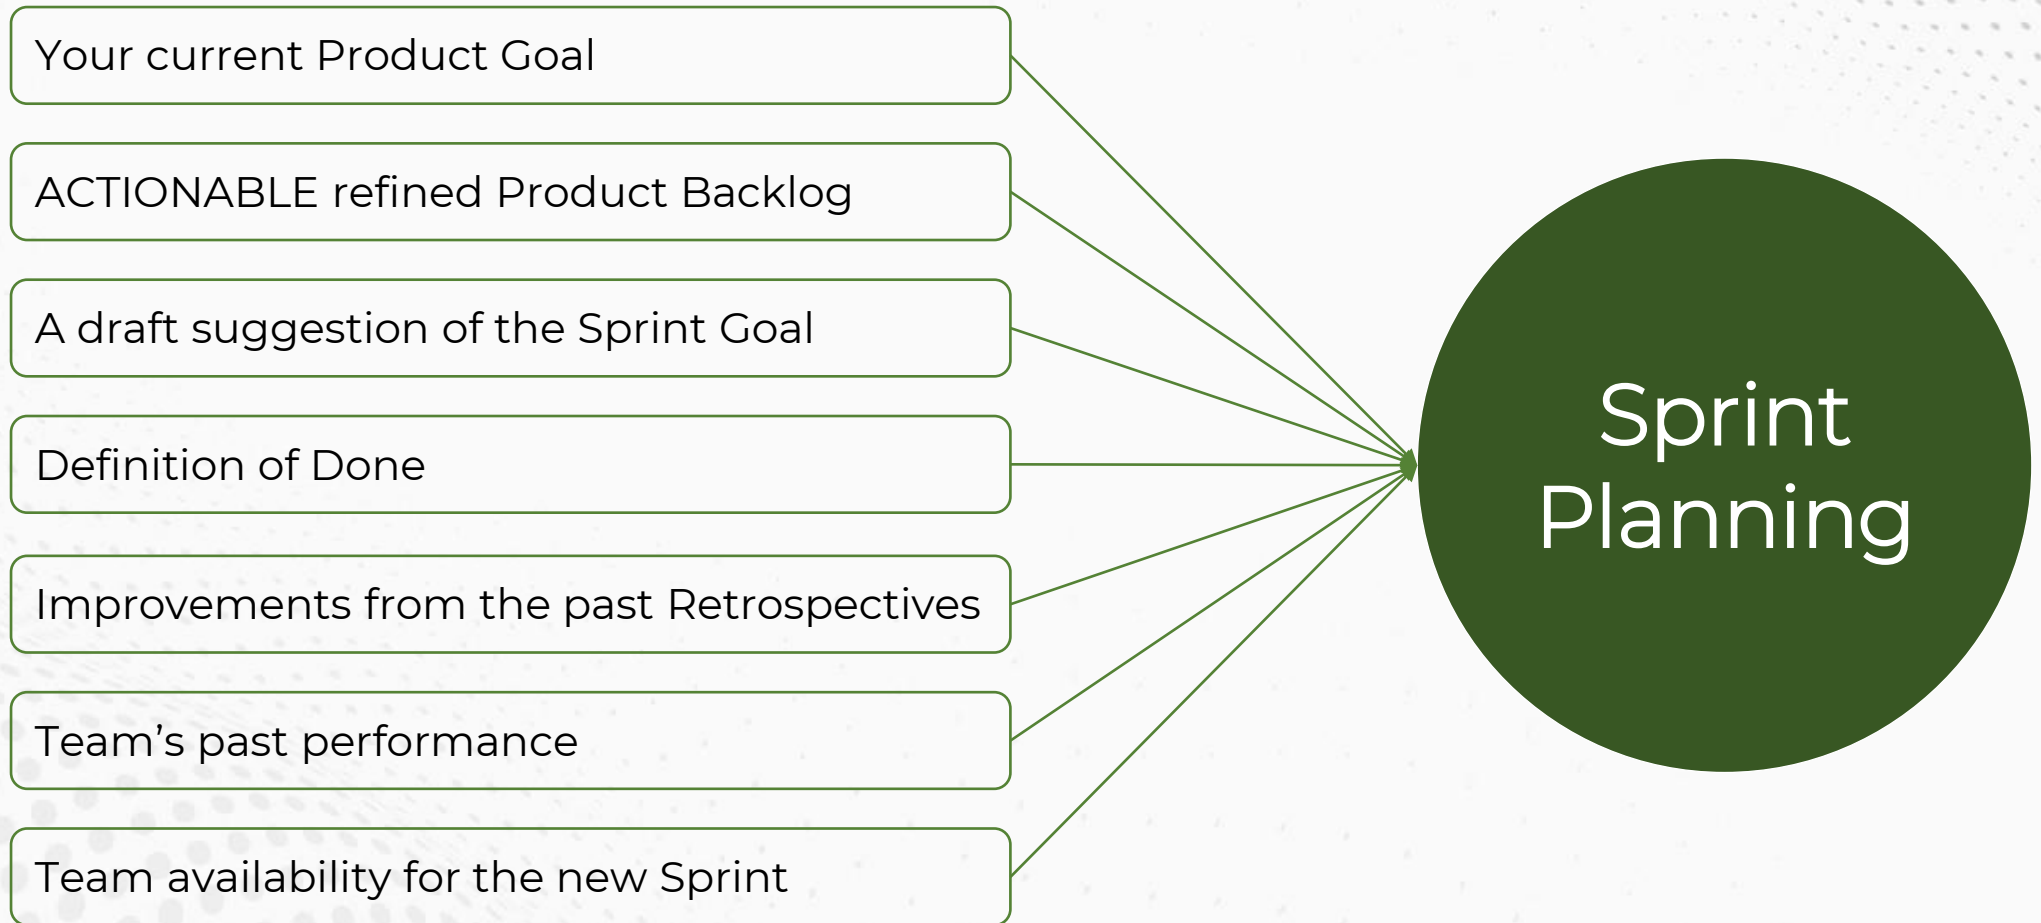 Your current Product Goal
ACTIONABLE refined Product Backlog
A draft suggestion of the Sprint Goal
Definition of Done
Improvements from the past Retrospectives
Team’s past performance
Team availability for the new Sprint
Sprint
Planning